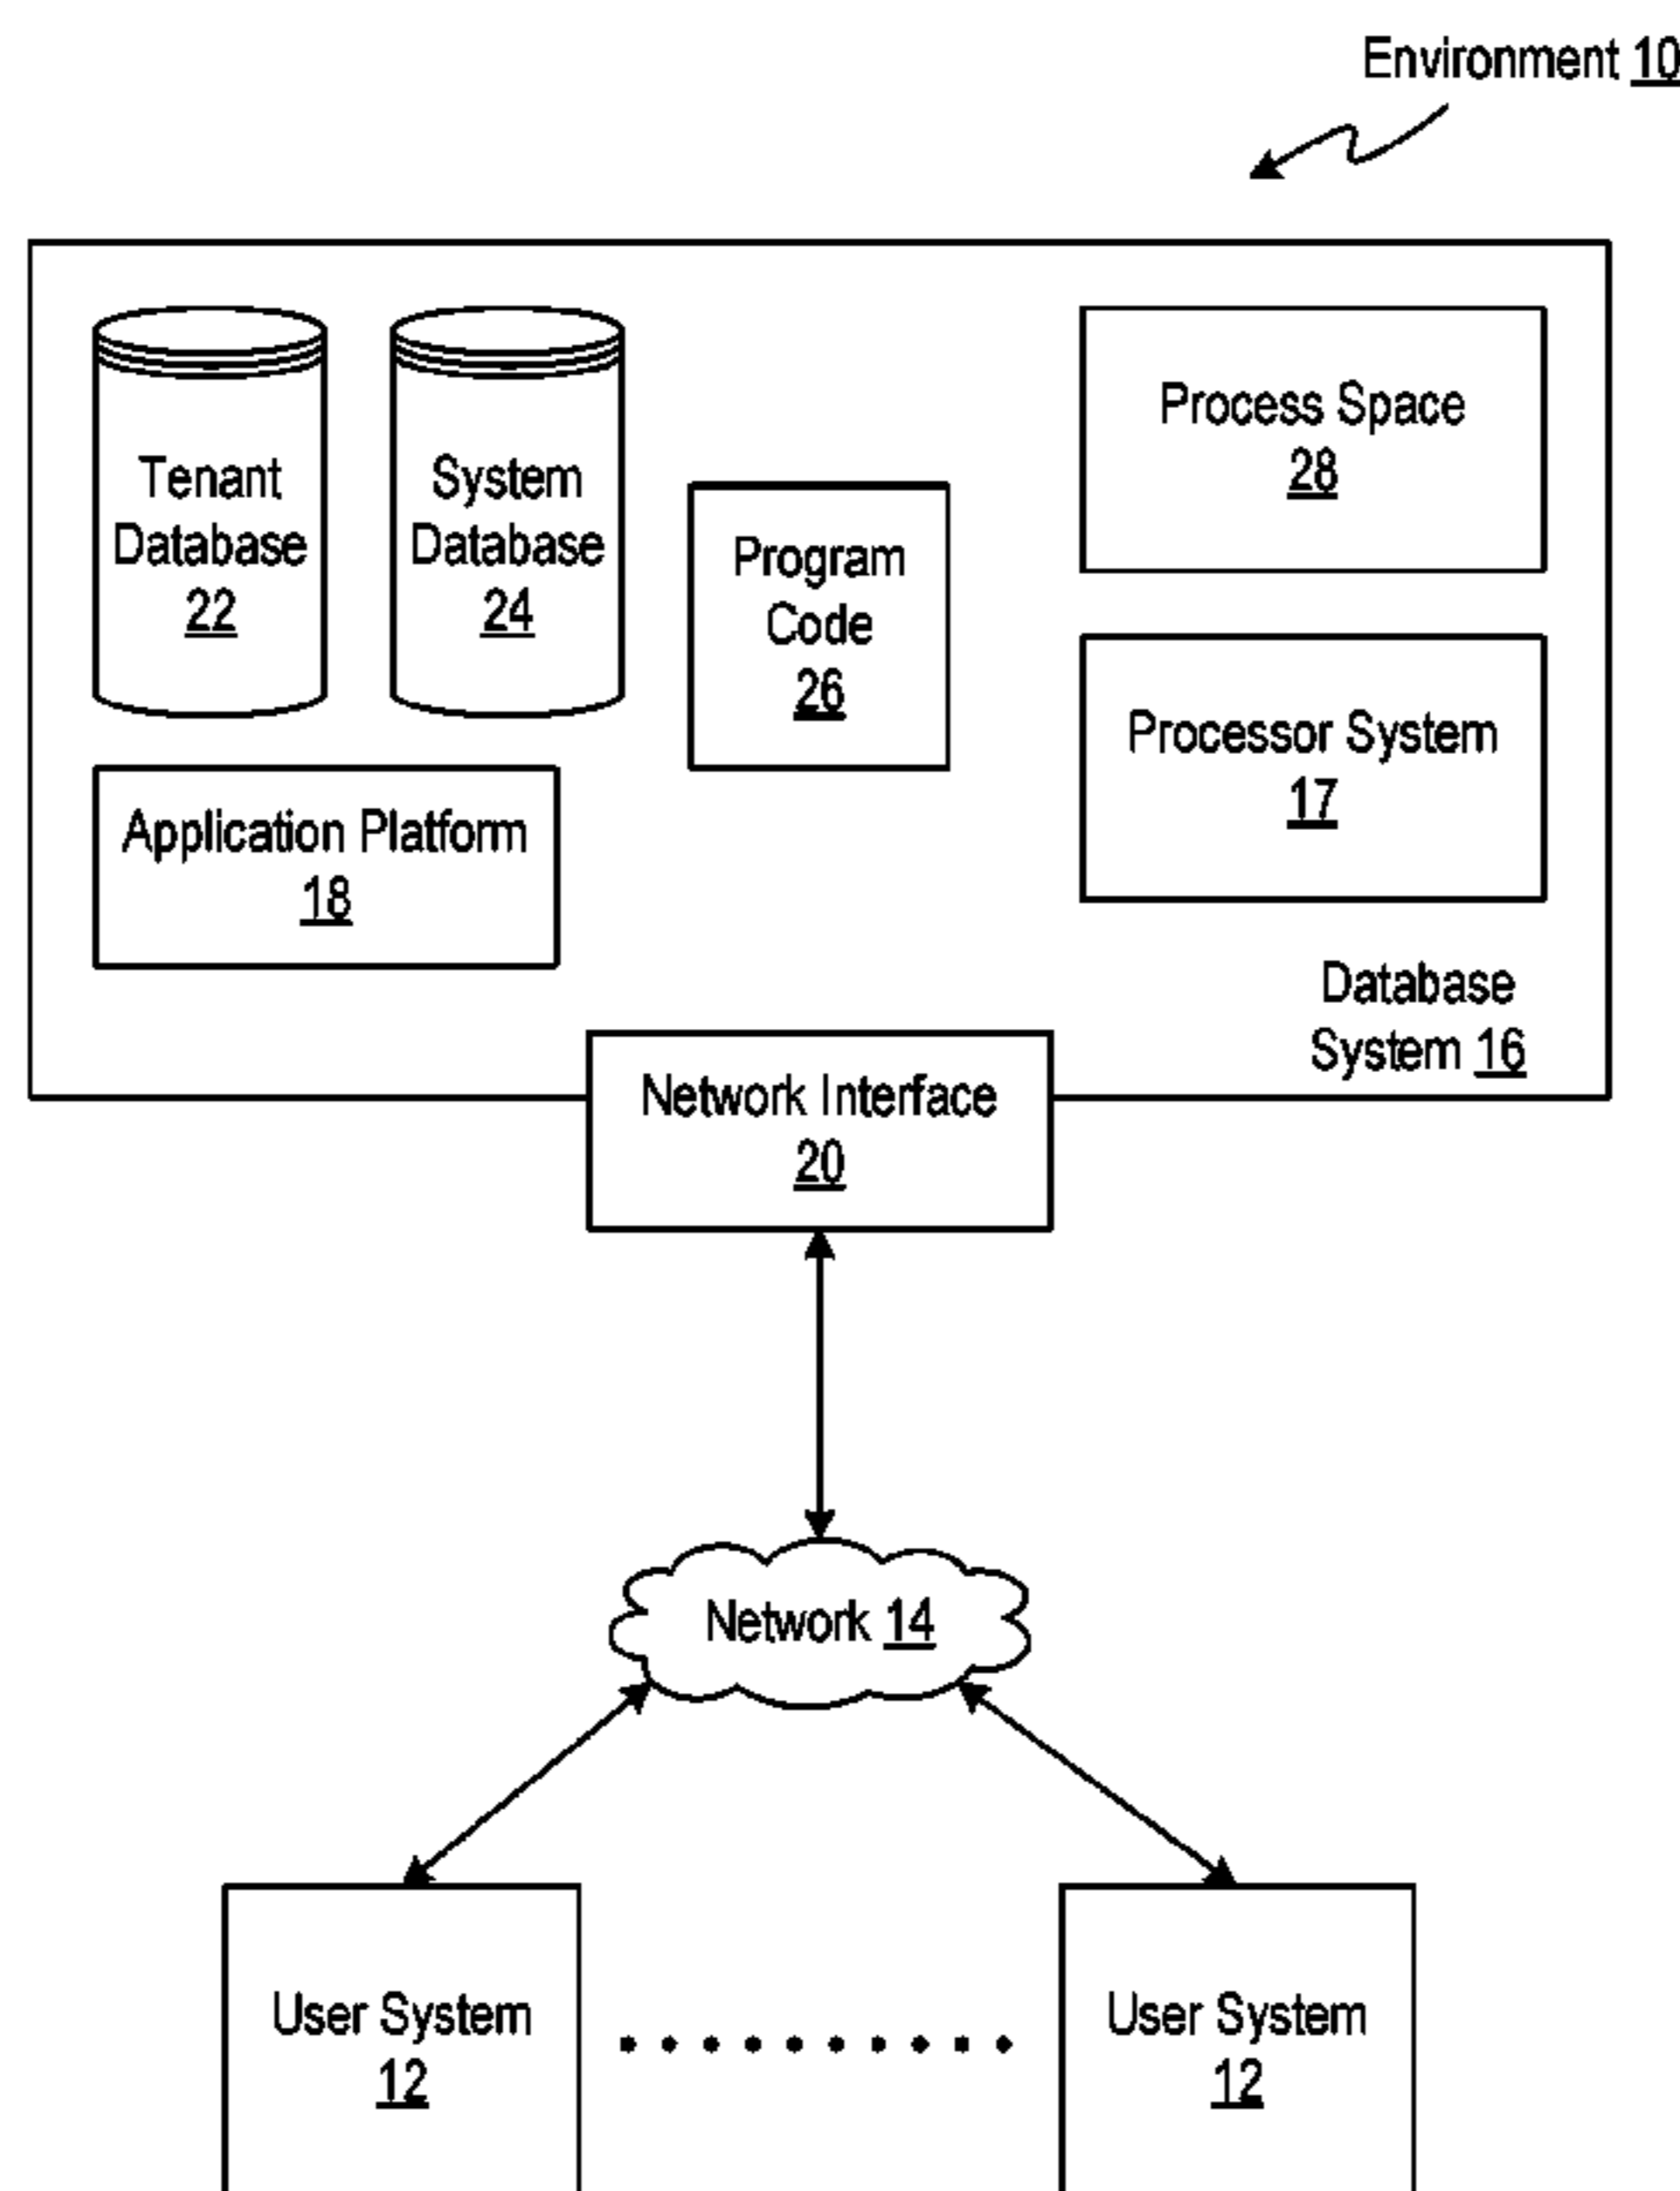 Environment 10
Tenant
Database
22
System
Database
24
Program
Code
26
Process Space
28
Processor System
17
Application Platform
18
Database
System 16
Network Interface
20
Network 14
User System
12
User System
12